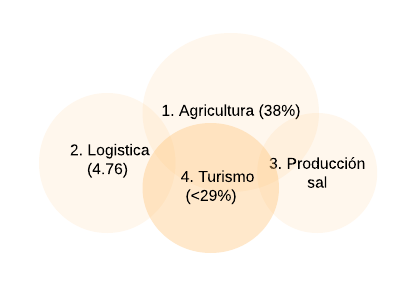 1. Agricultura (38%)
2. Logistica
(4.76)
3. Producción
sal
4. Turismo
(<29%)